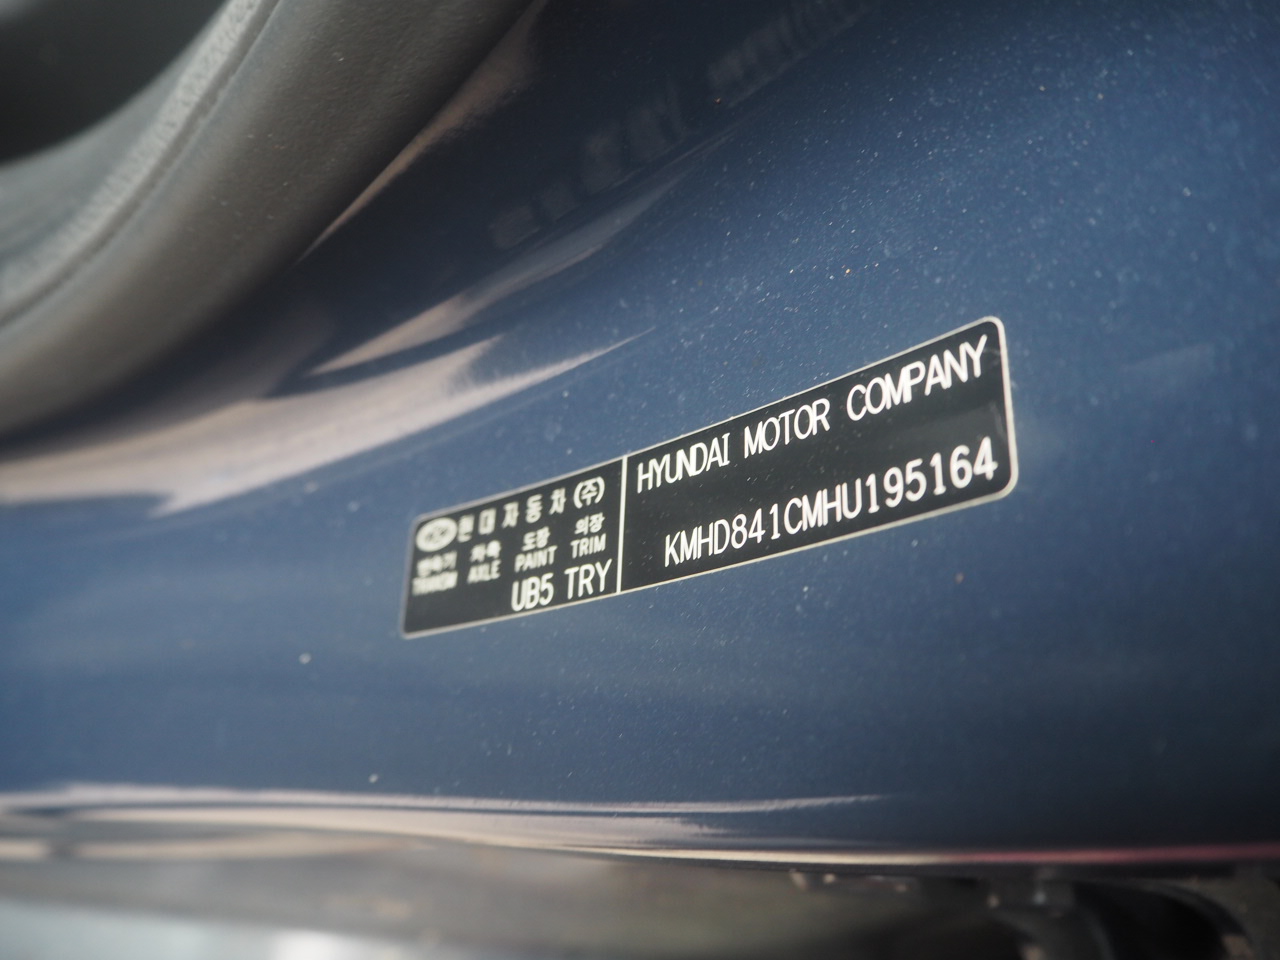 현대자동차(주)
변속기 차축 도장 의장
TRANSM AXLE PAINT TRIM
UB5 TRY
HYUNDAI MOTOR COMPANY
KMHD841CMHU195164